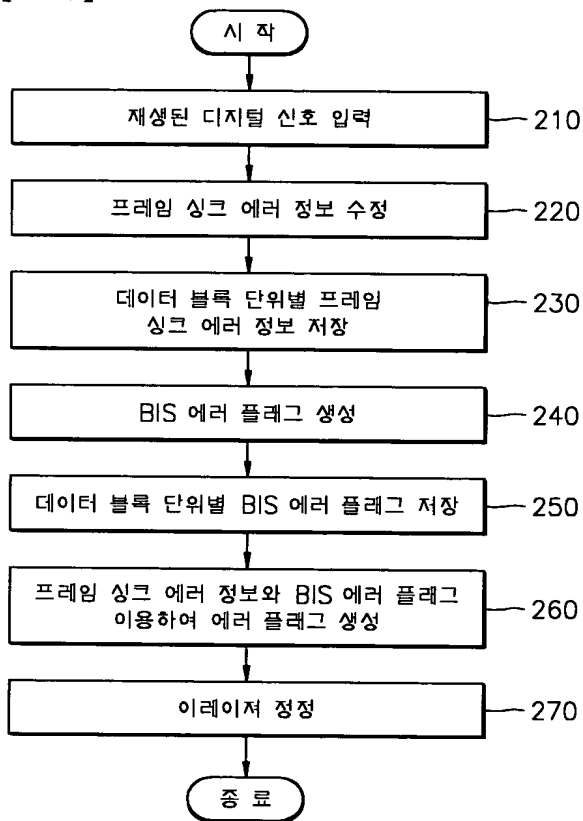 시 작
재생된 디지털 신호 입력
210
프레임 싱크 에러 정보 수정
220
데이터 블록 단위별 프레임
싱크 에러 정보 저장
230
BIS 에러 플래그 생성
240
데이터 블록 단위별 BIS 에러 플래그 저장
250
프레임 싱크 에러 정보와 BIS 에러 플래그
이용하여 에러 플래그 생성
260
이레이져 정정
270
종 료